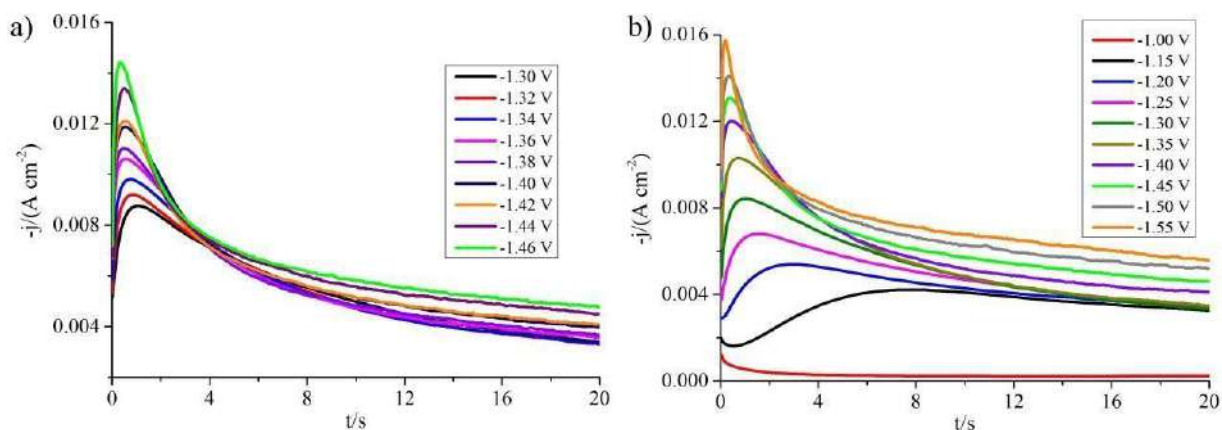 a)
-j/(A cm-2)
0.016
0.012
0.008
0.004
0
4
8
12
16
20
t/s
-1.30 V
-1.32 V
-1.34 V
-1.36 V
-1.38 V
-1.40 V
-1.42 V
-1.44 V
-1.46 V
b)
-j/(A cm-2)
0.016
0.012
0.008
0.004
0.000
0
4
8
12
16
20
t/s
-1.00 V
-1.15 V
-1.20 V
-1.25 V
-1.30 V
-1.35 V
-1.40 V
-1.45 V
-1.50 V
-1.55 V